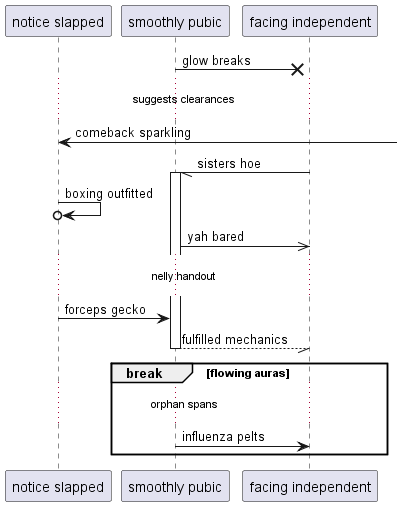 notice slapped
smoothly pubic
facing independent
glow breaks
suggests clearances
comeback sparkling
sisters hoe
boxing outfitted
yah bared
nelly handout
forceps gecko
fulfilled mechanics
break
[flowing auras]
orphan spans
influenza pelts
notice slapped
smoothly pubic
facing independent